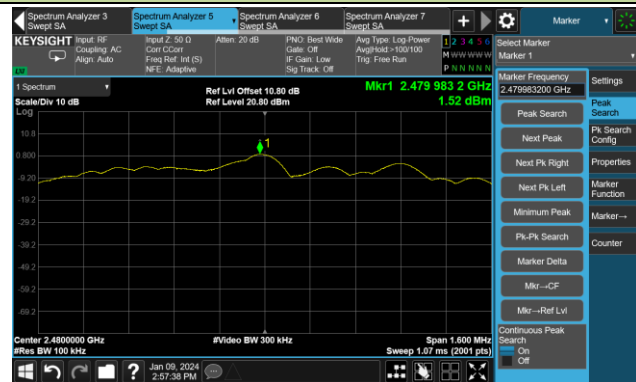 Spectrum Analyzer 3
Swept SA
Spectrum Analyzer 5
Swept SA
Spectrum Analyzer 6
Swept SA
Spectrum Analyzer 7
Swept SA
+
Marker
KEYSIGHT
Input: RF
Coupling: AC
Align: Auto
Input Z: 50 Ω
Corr CCorr
Freq Ref: Int (S)
NFE: Adaptive
Atten: 20 dB
PNO: Best Wide
Gate: Off
IF Gain: Low
Sig Track: Off
Avg Type: Log-Power
Avg|Hold:>100/100
Trig: Free Run
1 2 3 4 5 6
M W W W W W
P N N N N N
Select Marker
Marker 1
1 Spectrum
Scale/Div 10 dB
Log
Ref Lvl Offset 10.80 dB
Ref Level 20.80 dBm
Mkr1 2.479 983 2 GHz
1.52 dBm
10.8
0.800
-9.20
-19.2
-29.2
-39.2
-49.2
-59.2
-69.2
1
Center 2.4800000 GHz
#Res BW 100 kHz
#Video BW 300 kHz
Span 1.600 MHz
Sweep 1.07 ms (2001 pts)
Marker Frequency
2.479983200 GHz
Peak Search
Next Peak
Next Pk Right
Next Pk Left
Minimum Peak
Pk-Pk Search
Marker Delta
Mkr→CF
Mkr→Ref Lvl
Continuous Peak
Search
On
Off
Settings
Peak
Search
Pk Search
Config
Properties
Marker
Function
Marker→
Counter
?
Jan 09, 2024
2:57:38 PM